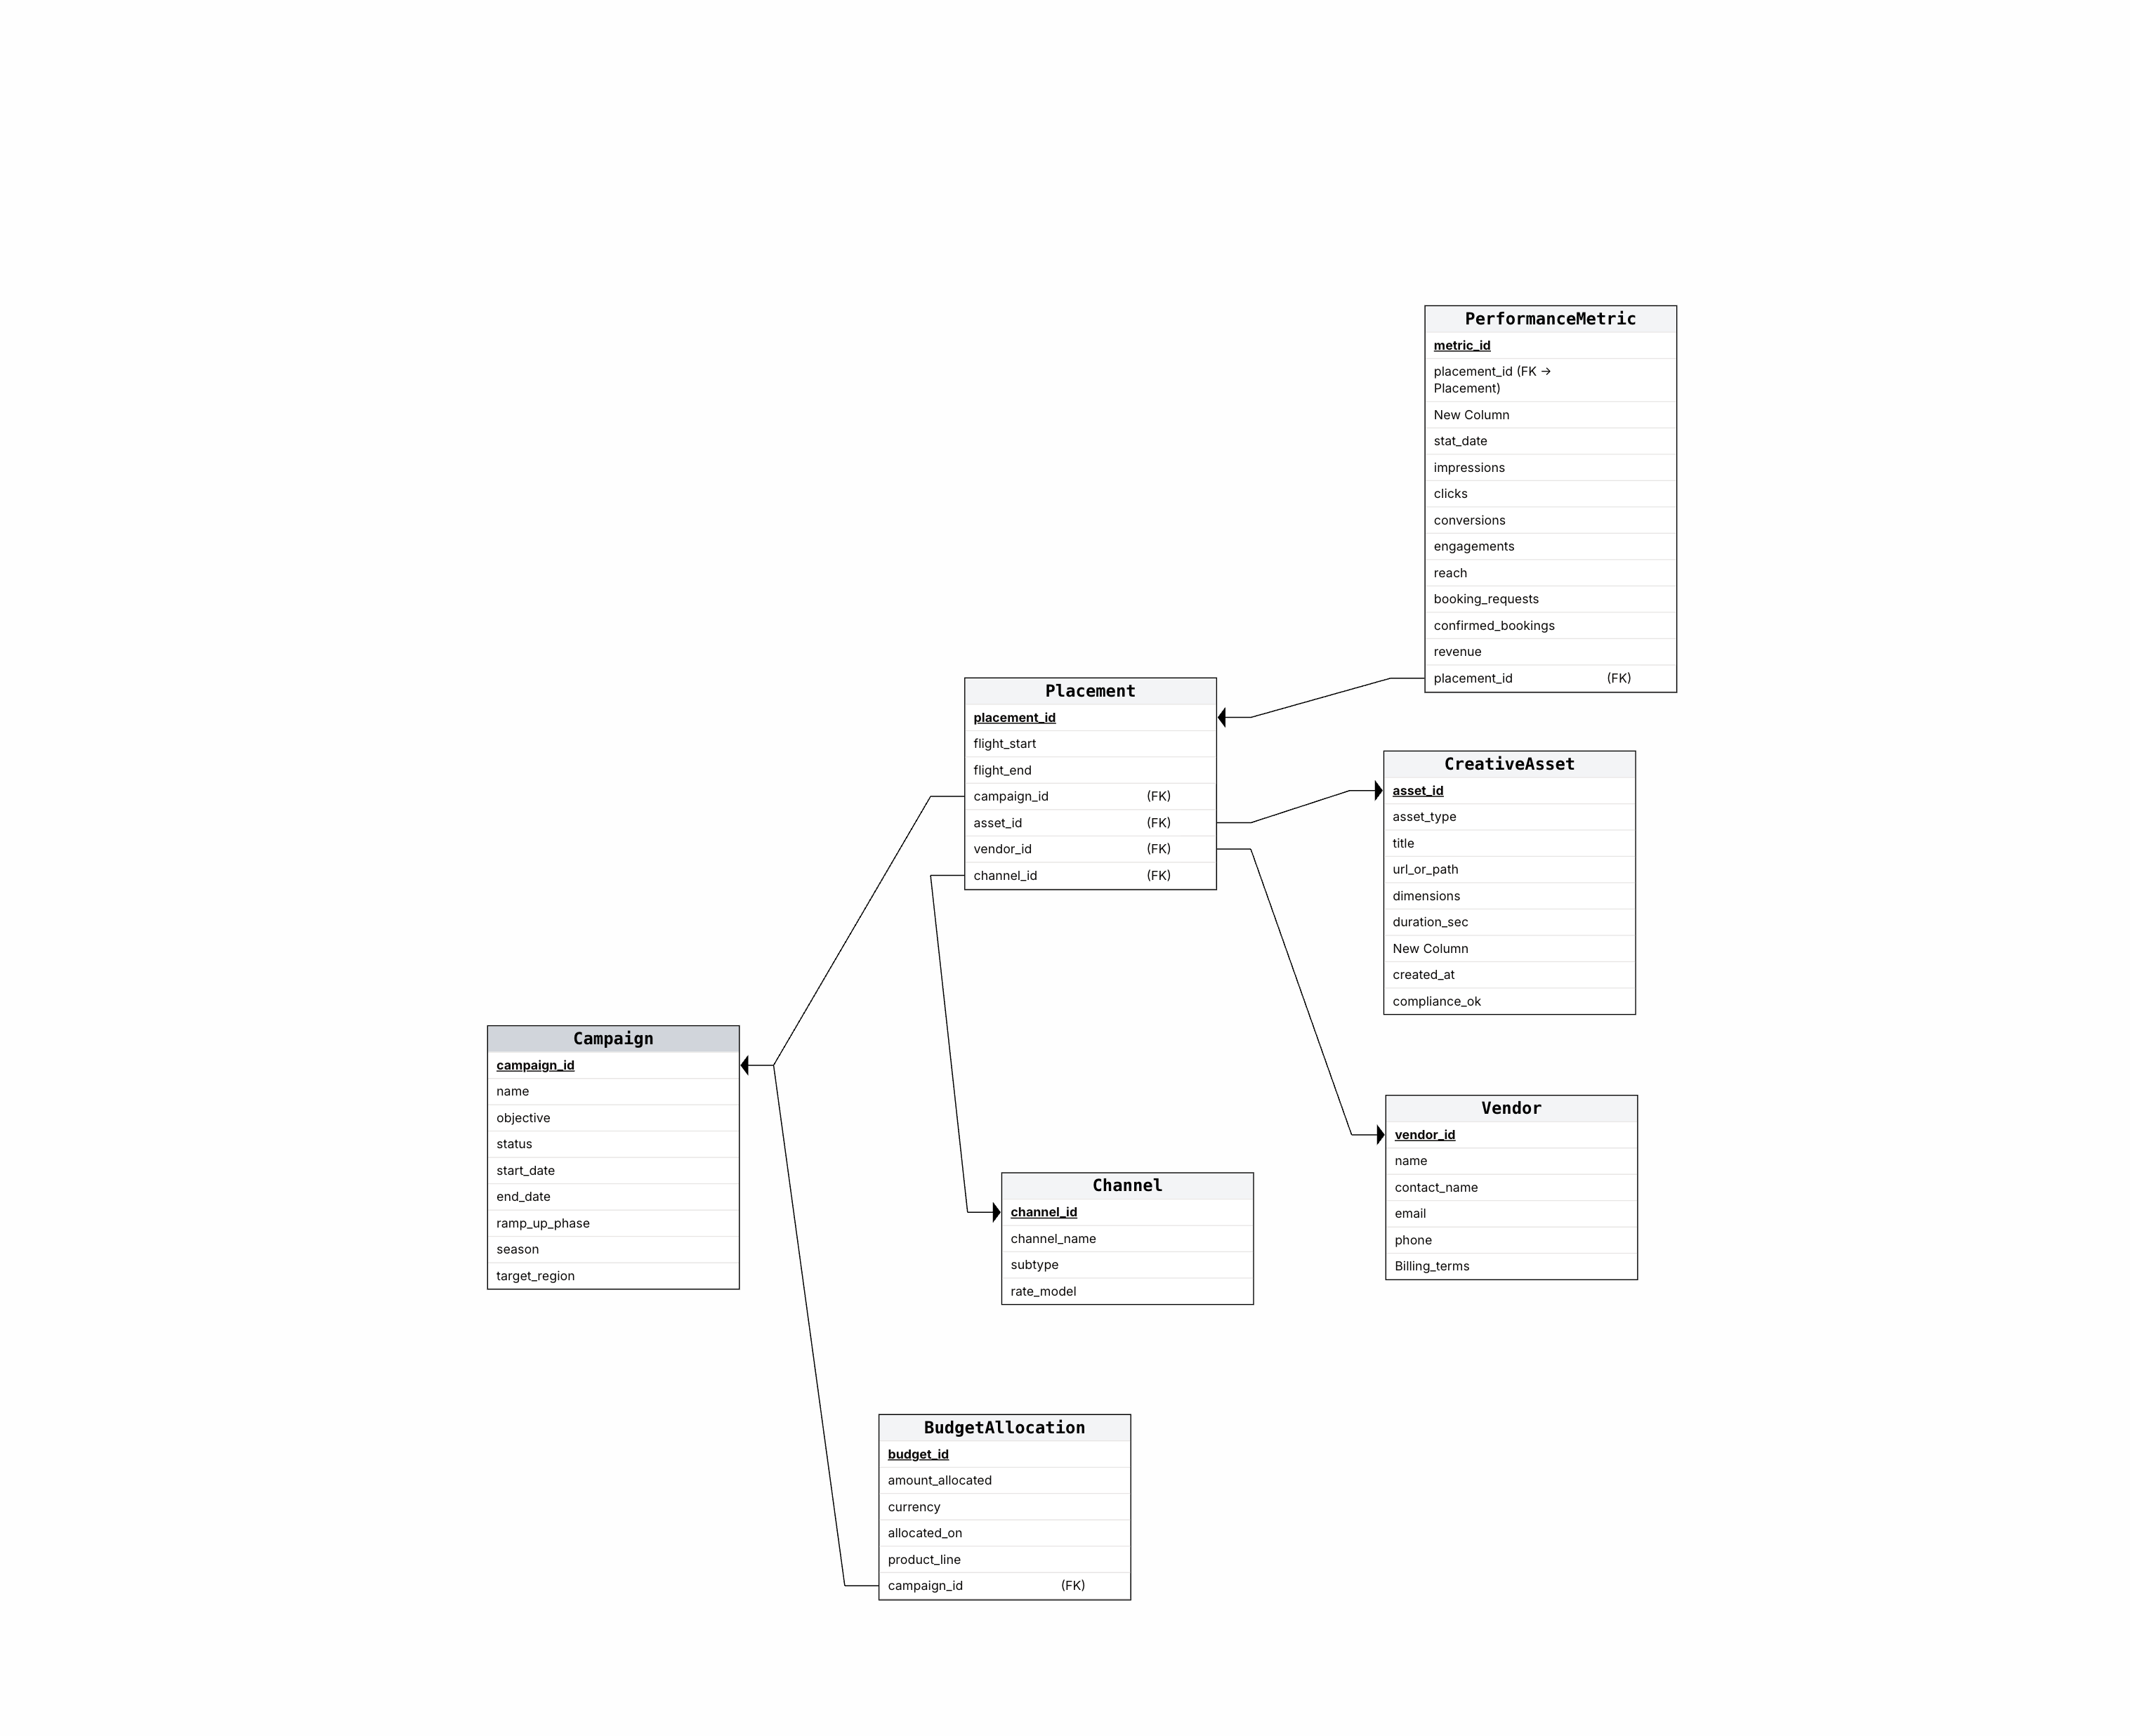 PerformanceMetric
metric_id
placement_id (FK →
Placement)
New Column
stat_date
impressions
clicks
conversions
engagements
reach
booking_requests
confirmed_bookings
revenue
placement_id (FK)
Placement
placement_id
flight_start
flight_end
campaign_id (FK)
asset_id (FK)
vendor_id (FK)
channel_id (FK)
CreativeAsset
asset_id
asset_type
title
url_or_path
dimensions
duration_sec
New Column
created_at
compliance_ok
Campaign
campaign_id
name
objective
status
start_date
end_date
ramp_up_phase
season
target_region
Vendor
vendor_id
name
contact_name
email
phone
Billing_terms
Channel
channel_id
channel_name
subtype
rate_model
BudgetAllocation
budget_id
amount_allocated
currency
allocated_on
product_line
campaign_id (FK)